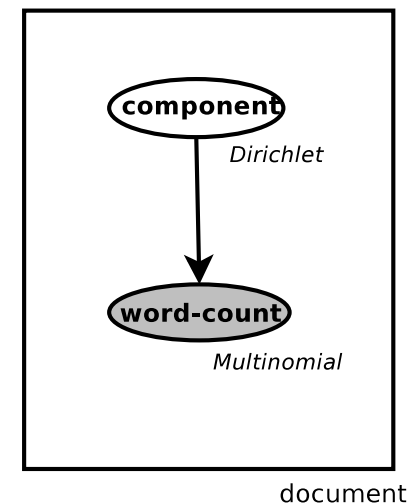 component
Dirichlet
word-count
Multinomial
document